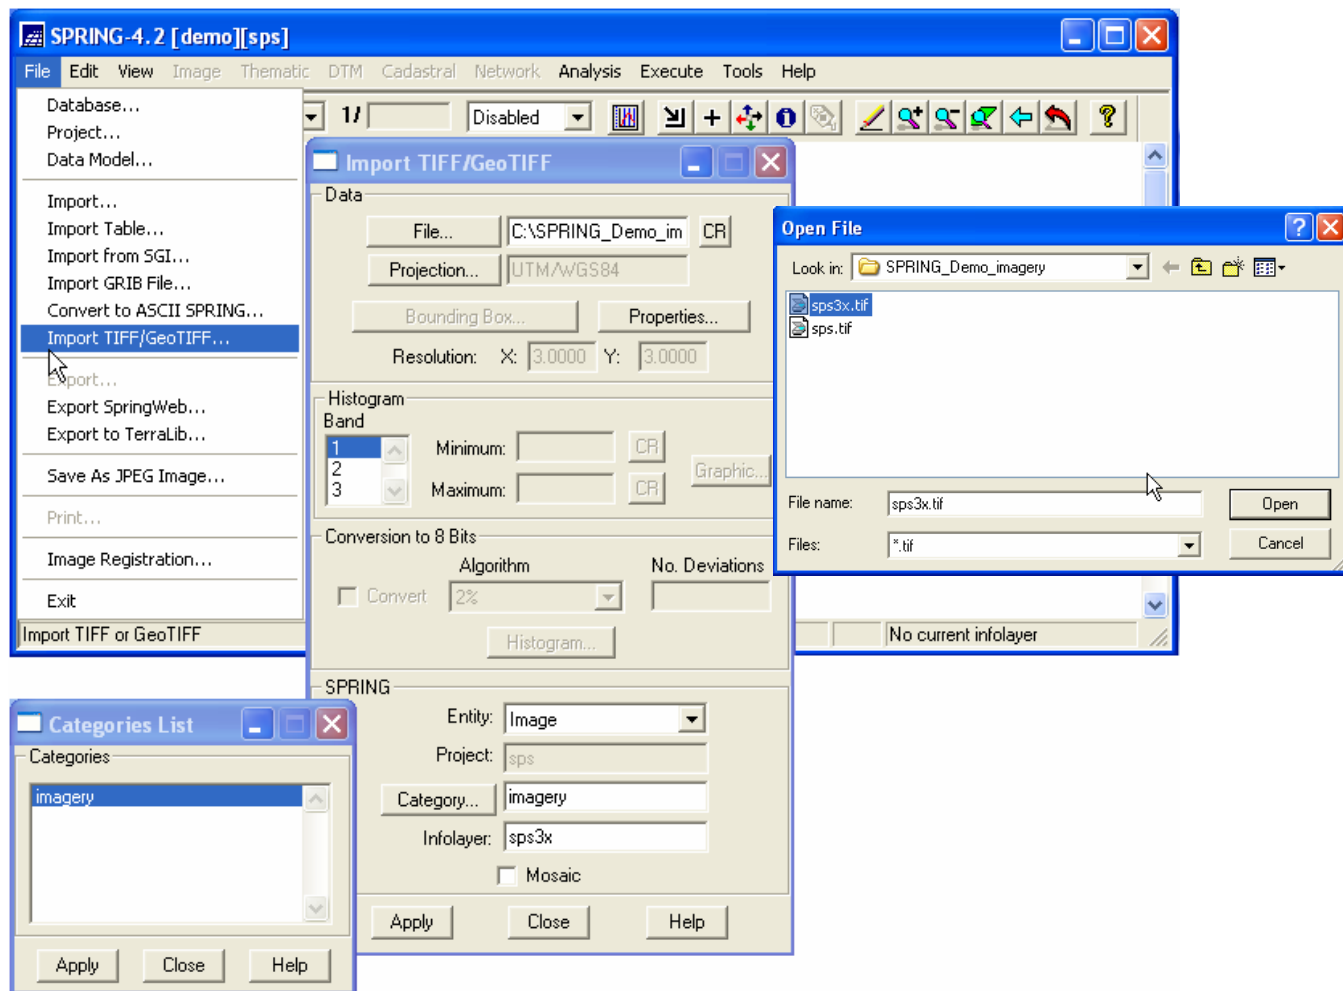 SPRING-4.2 [demo][sps]
File Edit View Image Thematic DTM Cadastral Network Analysis Execute Tools Help
Database...
Project...
Data Model...
Import...
Import Table...
Import from SGI...
Import GRIB File...
Convert to ASCII SPRING...
Import TIFF/GeoTIFF...
Export...
Export SpringWeb...
Export to TerraLib...
Save As JPEG Image...
Print...
Image Registration...
Exit
Import TIFF or GeoTIFF
1/ Disabled
No current infolayer
Import TIFF/GeoTIFF
Data
File... C:\SPRING_Demo_im CR
Projection... UTM/WGS84
Bounding Box... Properties...
Resolution: X: 3.0000 Y: 3.0000
Histogram
Band
1
2
3
Minimum: CR
Maximum: CR
Graphic...
Conversion to 8 Bits
Algorithm No. Deviations
Convert 2%
Histogram...
SPRING
Entity: Image
Project: sps
Category... imagery
Infolayer: sps3x
Mosaic
Apply Close Help
Open File
Look in: SPRING_Demo_imagery
sps3x.tif
sps.tif
File name: sps3x.tif Open
Files: *.tif Cancel
Categories List
Categories
imagery
Apply Close Help